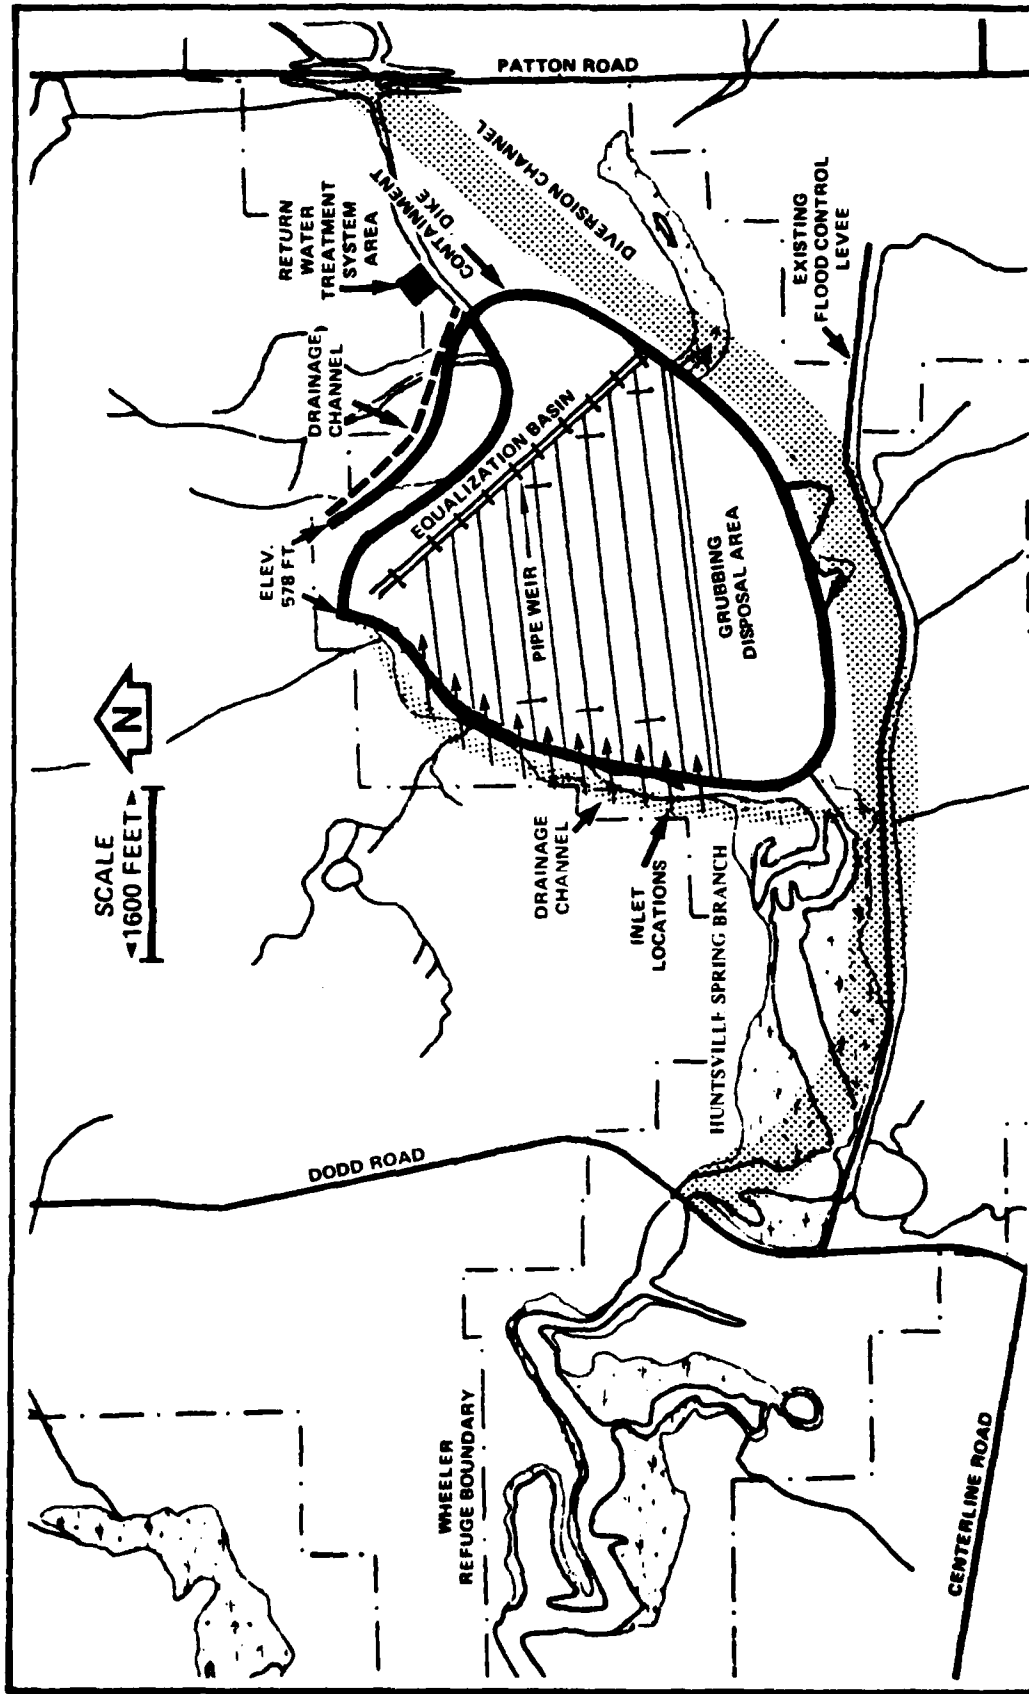 PATTON ROAD
DIVERSION CHANNEL
CONTAINMENT
DIKE
RETURN
WATER
TREATMENT
SYSTEM
AREA
EXISTING
FLOOD CONTROL
LEVEE
DRAINAGE
CHANNEL
EQUALIZATION BASIN
ELEV.
578 FT.
PIPE WEIR
GRUBBING
DISPOSAL AREA
N
SCALE
1600 FEET
DRAINAGE
CHANNEL
INLET
LOCATIONS
HUNTSVILLE SPRING BRANCH
DODD ROAD
WHEELER
REFUGE BOUNDARY
CENTERLINE ROAD